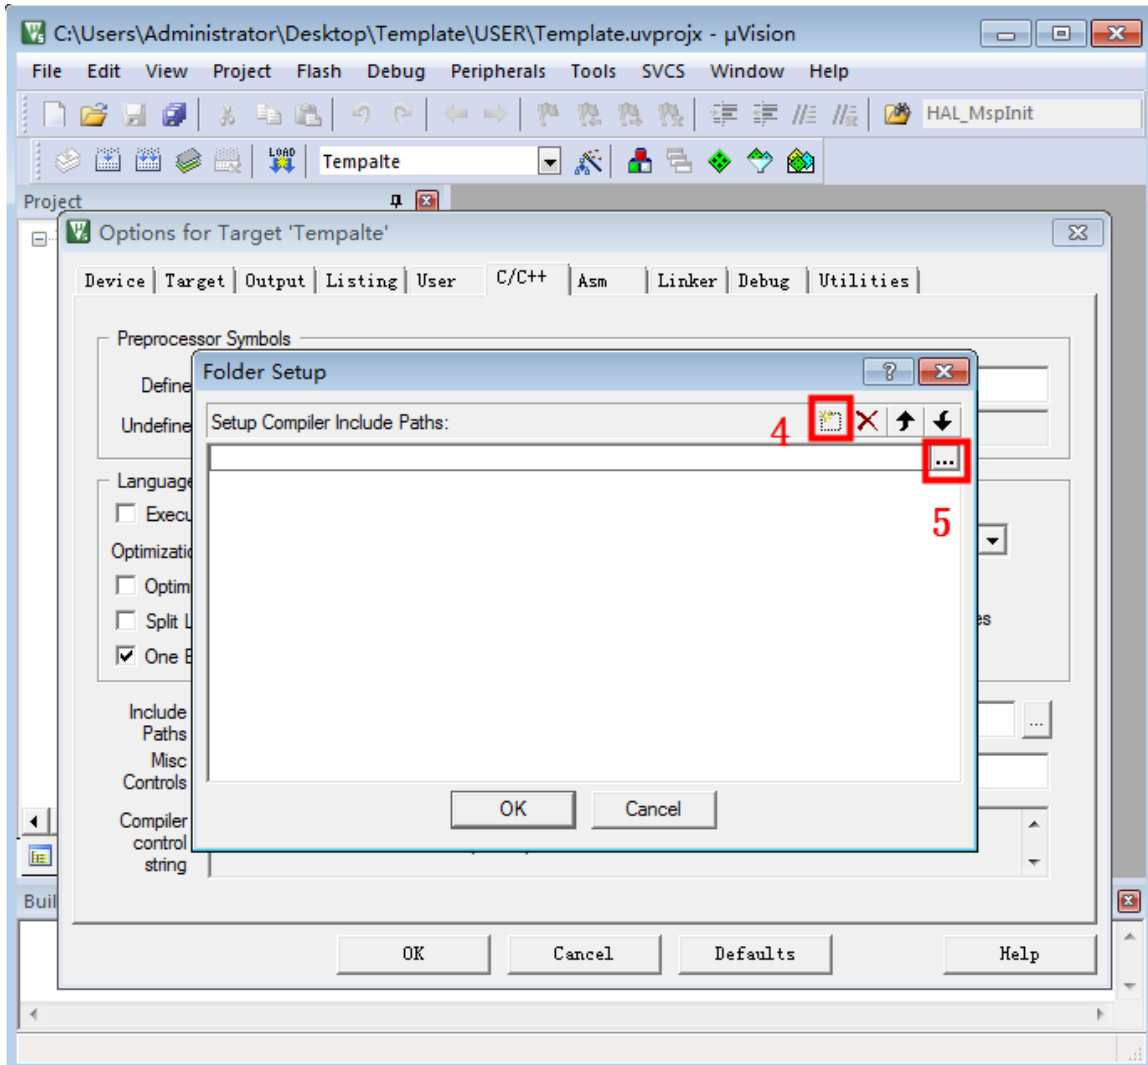 C:\Users\Administrator\Desktop\Template\USER\Template.uvprojx - µVision
File Edit View Project Flash Debug Peripherals Tools SVCS Window Help
HAL_MspInit
LOAD Tempalte
Project
Options for Target 'Tempalte'
Device Target Output Listing User C/C++ Asm Linker Debug Utilities
Preprocessor Symbols
Folder Setup
Define
Undefine
Setup Compiler Include Paths:
4
...
Language
5
Execu
Optimizatio
Optim
Split L
es
One E
Include
Paths
...
Misc
Controls
OK Cancel
Compiler
control
string
Buil
OK Cancel Defaults Help